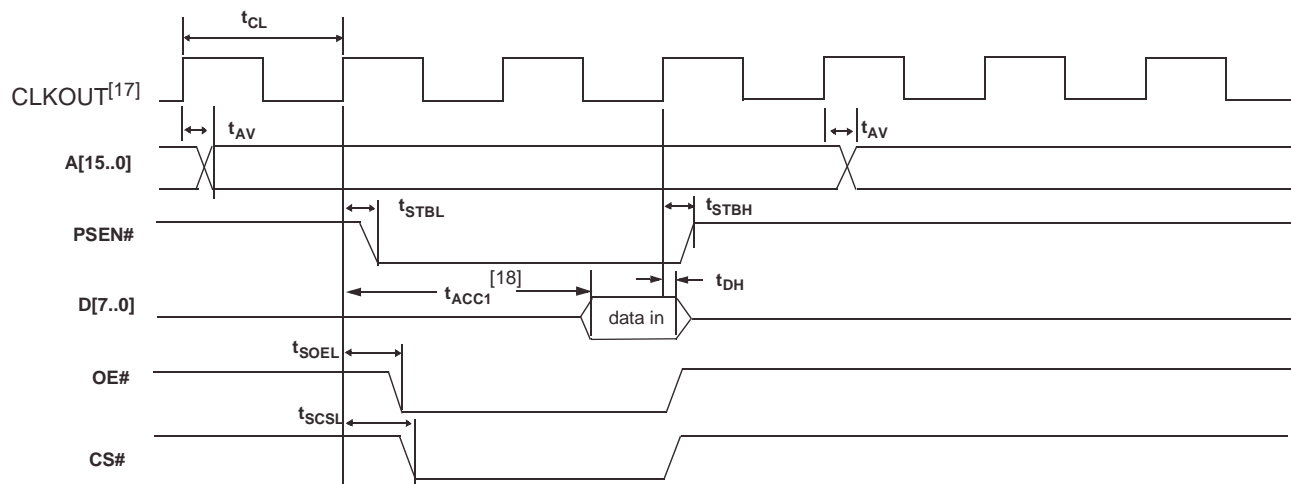 tCL
CLKOUT[17]
tAV
tAV
A[15..0]
tSTBL
tSTBH
PSEN#
[18]
tACC1
tDH
D[7..0]
data in
tSOEL
OE#
tSCSL
CS#